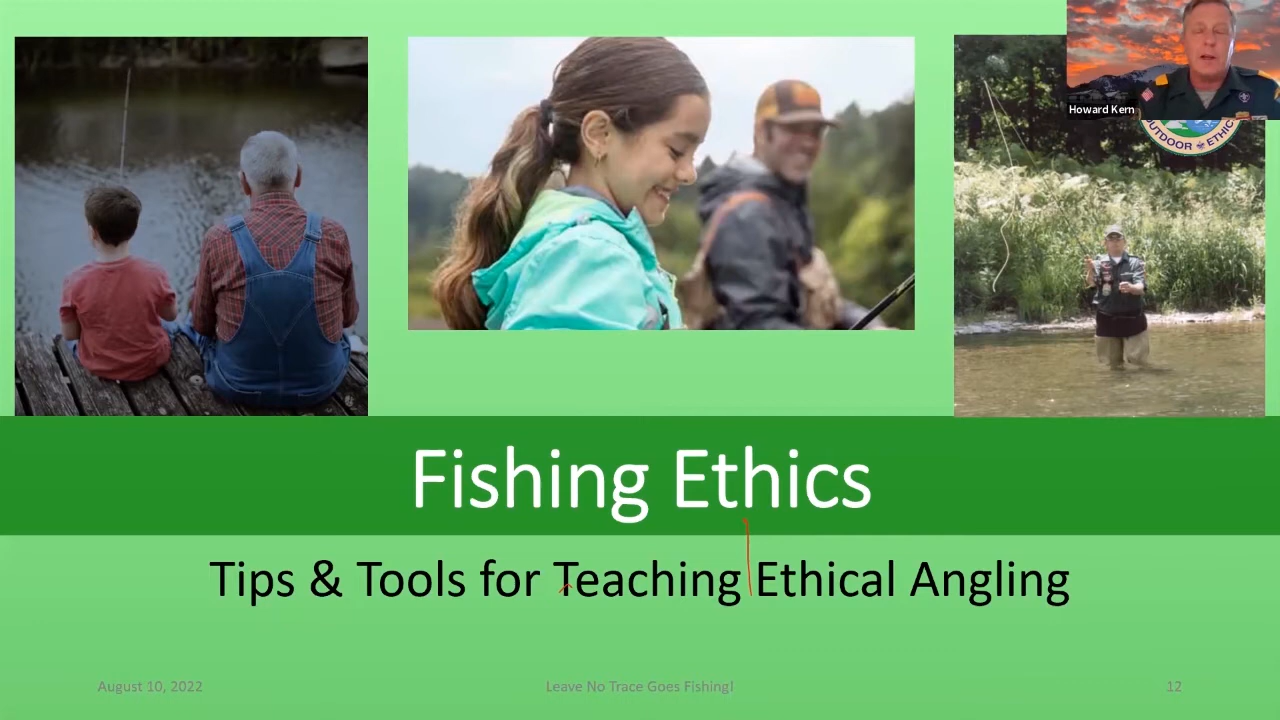 Howard Kern
OUTDOOR ETHIC
Fishing Ethics
Tips & Tools for Teaching Ethical Angling
August 10, 2022
Leave No Trace Goes Fishing!
12